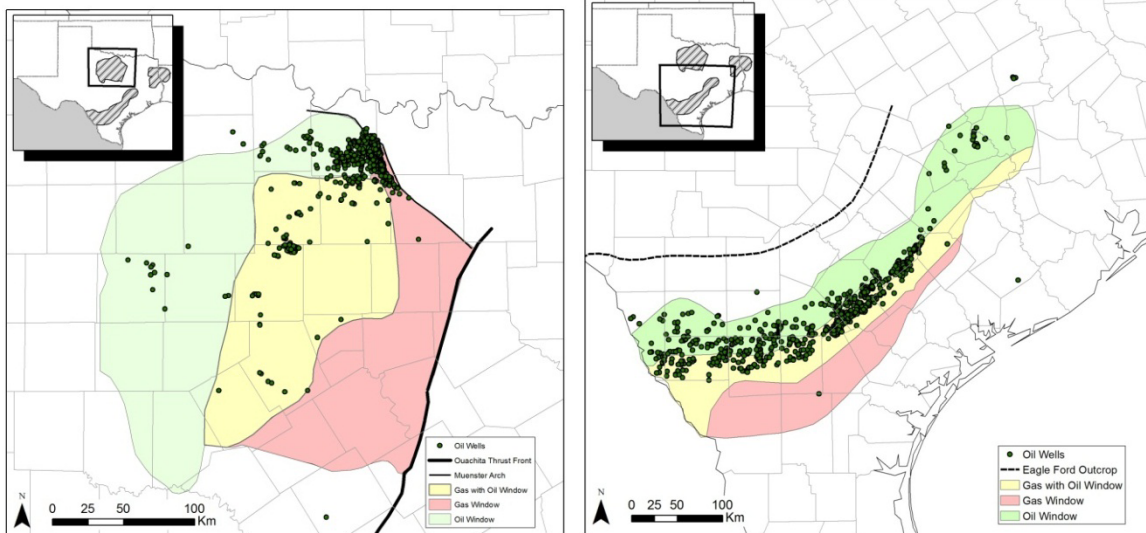 Oil Wells
Ouachita Thrust Front
Muenster Arch
Gas with Oil Window
Gas Window
Oil Window
N
0 25 50 100
Km
Oil Wells
Eagle Ford Outcrop
Gas with Oil Window
Gas Window
Oil Window
N
0 25 50 100
Km